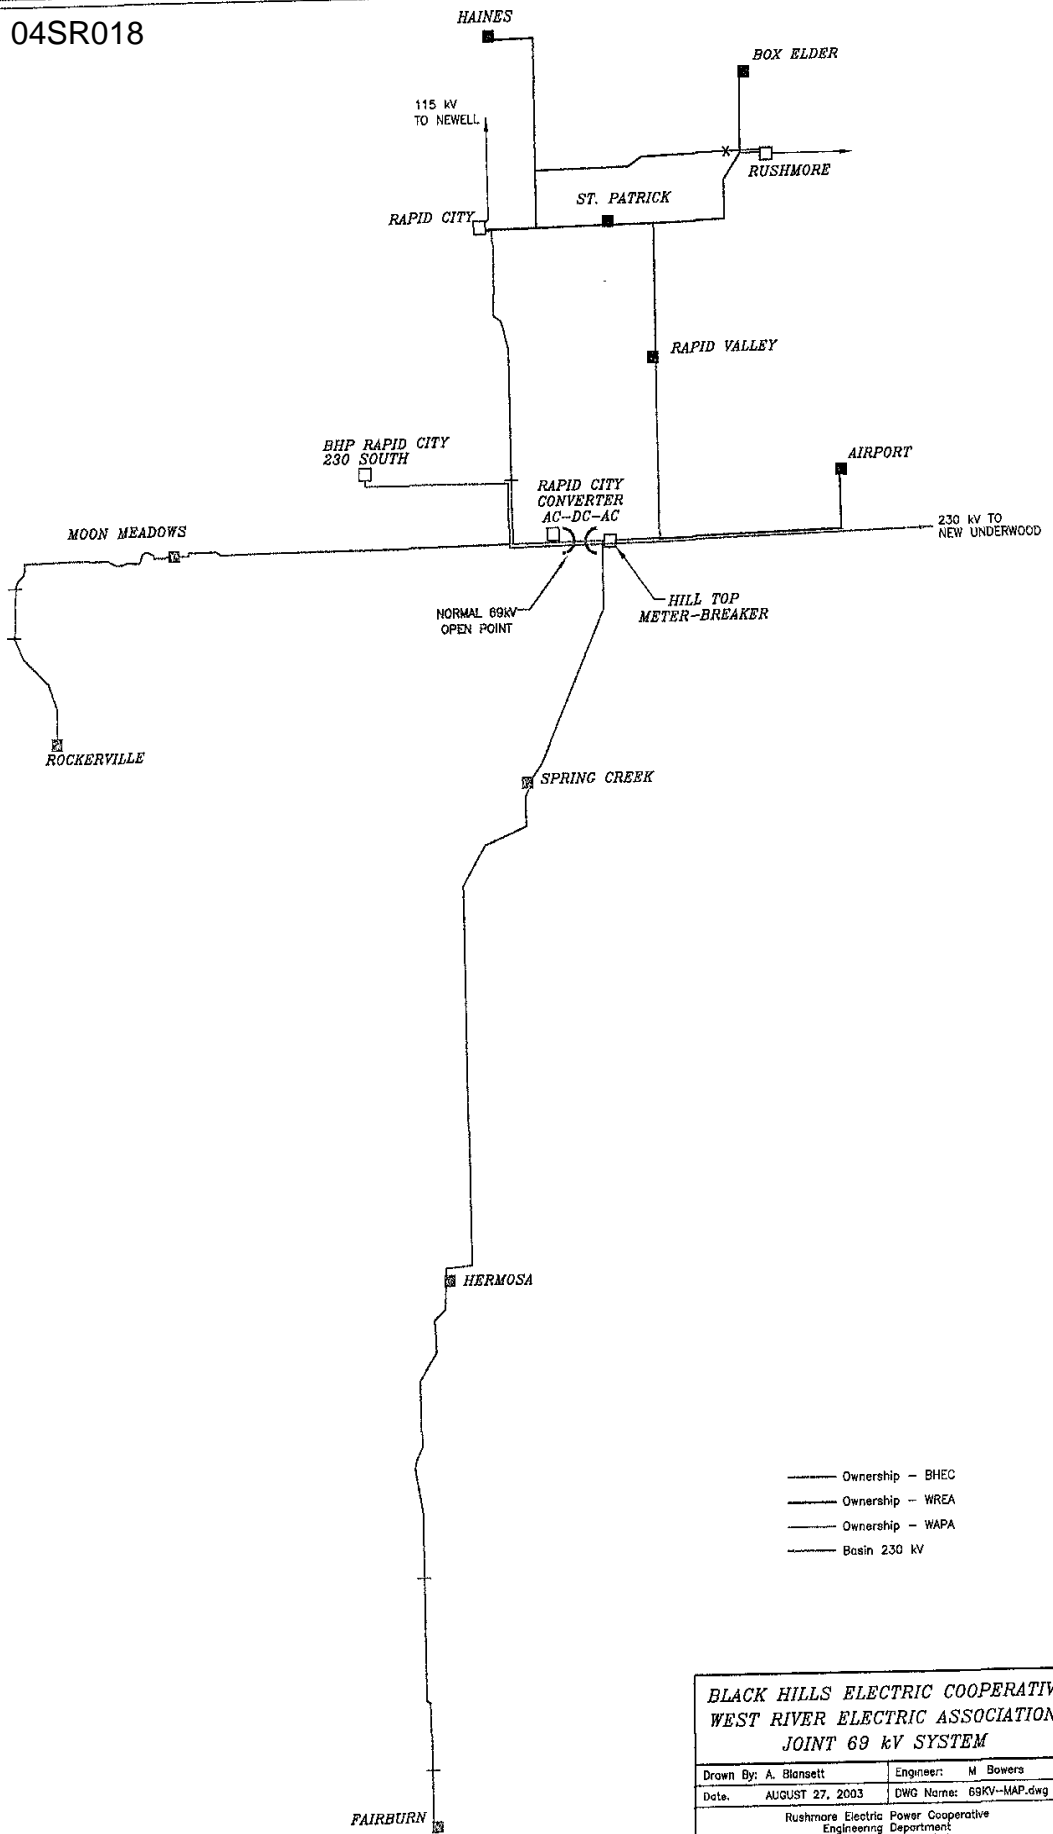 04SR018
HAINES
BOX ELDER
115 kV
TO NEWELL
RUSHMORE
ST. PATRICK
RAPID CITY
RAPID VALLEY
BHP RAPID CITY
230 SOUTH
AIRPORT
RAPID CITY
CONVERTER
AC-DC-AC
MOON MEADOWS
230 kV TO
NEW UNDERWOOD
NORMAL 69kV
OPEN POINT
HILL TOP
METER-BREAKER
ROCKERVILLE
SPRING CREEK
HERMOSA
Ownership - BHEC
Ownership - WREA
Ownership - WAPA
Basin 230 kV
BLACK HILLS ELECTRIC COOPERATIV
WEST RIVER ELECTRIC ASSOCIATION
JOINT 69 kV SYSTEM
Drawn By: A. Blansett Engineer: M Bowers
Date. AUGUST 27, 2003 DWG Name: 69KV-MAP.dwg
Rushmore Electric Power Cooperative
Engineering Department
FAIRBURN